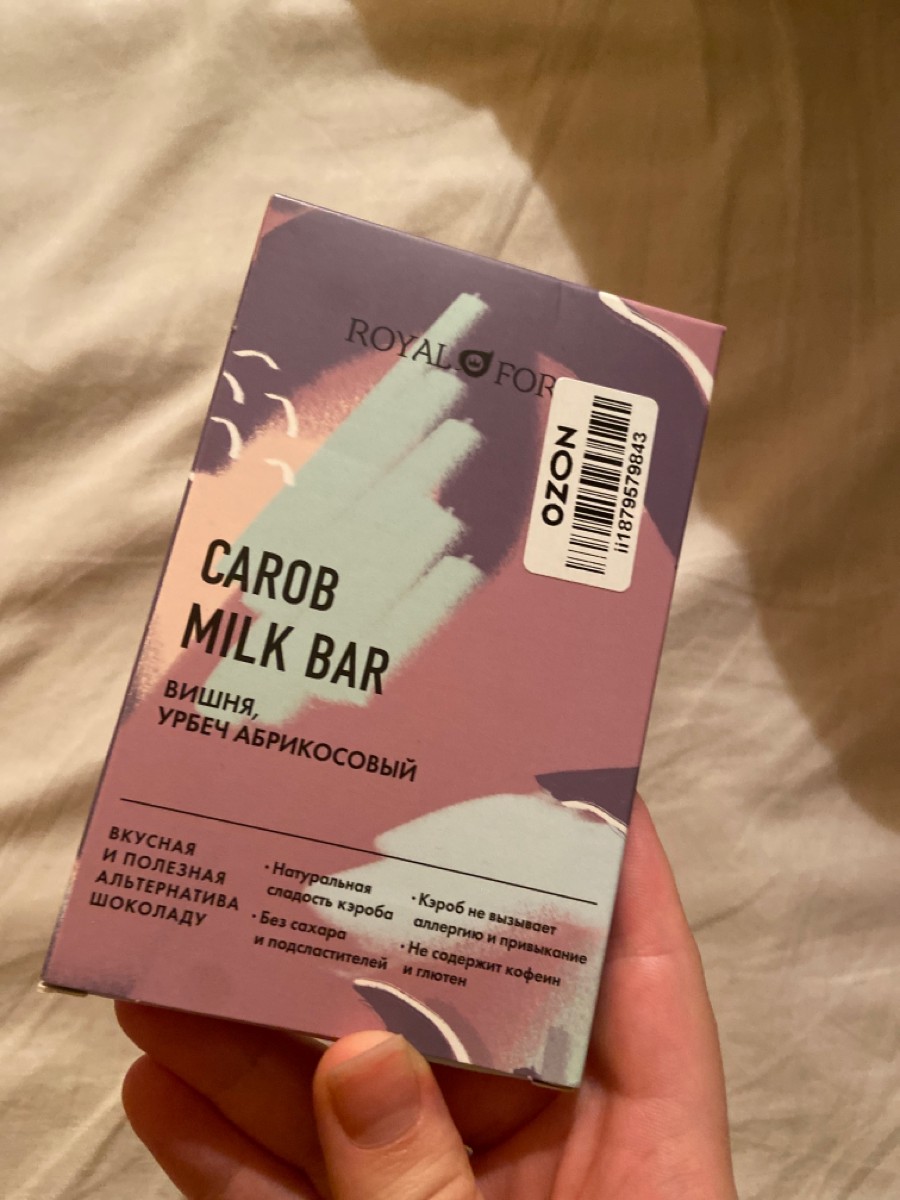 ROYAL FOR
OZON
ii1879579843
CAROB
MILK BAR
ВИШНЯ,
УРБЕЧ АБРИКОСОВЫЙ
ВКУСНАЯ
И ПОЛЕЗНАЯ
АЛЬТЕРНАТИВА
ШОКОЛАДУ
· Натуральная
сладость кэроба
· Без сахара
и подсластителей
· Кэроб не вызывает
аллергию и привыкание
· Не содержит кофеин
и глютен